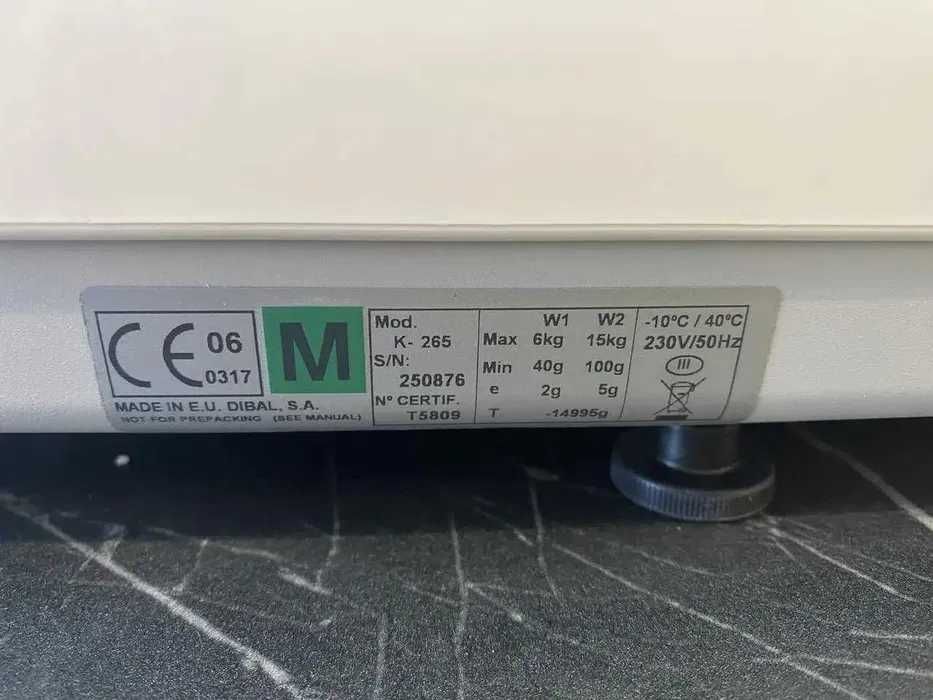 CE 06
0317
M
MADE IN E.U. DIBAL, S.A.
NOT FOR PREPACKING (SEE MANUAL)
Mod.
K- 265
S/N:
250876
Nº CERTIF.
T5809
W1 W2
Max 6kg 15kg
Min 40g 100g
e 2g 5g
T -14995g
-10ºC / 40ºC
230V/50Hz
III